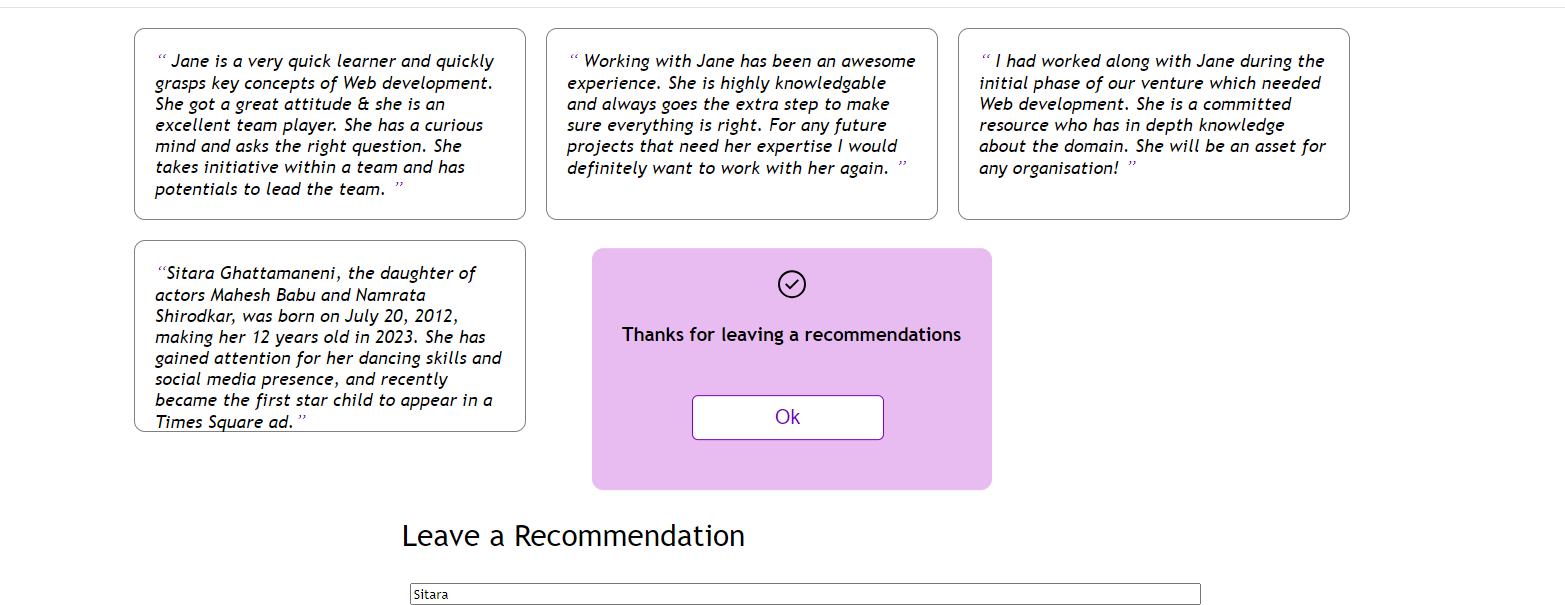 “ Jane is a very quick learner and quickly
grasps key concepts of Web development.
She got a great attitude & she is an
excellent team player. She has a curious
mind and asks the right question. She
takes initiative within a team and has
potentials to lead the team. ”
“ Working with Jane has been an awesome
experience. She is highly knowledgable
and always goes the extra step to make
sure everything is right. For any future
projects that need her expertise I would
definitely want to work with her again. ”
“ I had worked along with Jane during the
initial phase of our venture which needed
Web development. She is a committed
resource who has in depth knowledge
about the domain. She will be an asset for
any organisation! ”
“Sitara Ghattamaneni, the daughter of
actors Mahesh Babu and Namrata
Shirodkar, was born on July 20, 2012,
making her 12 years old in 2023. She has
gained attention for her dancing skills and
social media presence, and recently
became the first star child to appear in a
Times Square ad.”
Thanks for leaving a recommendations
Ok
Leave a Recommendation
Sitara